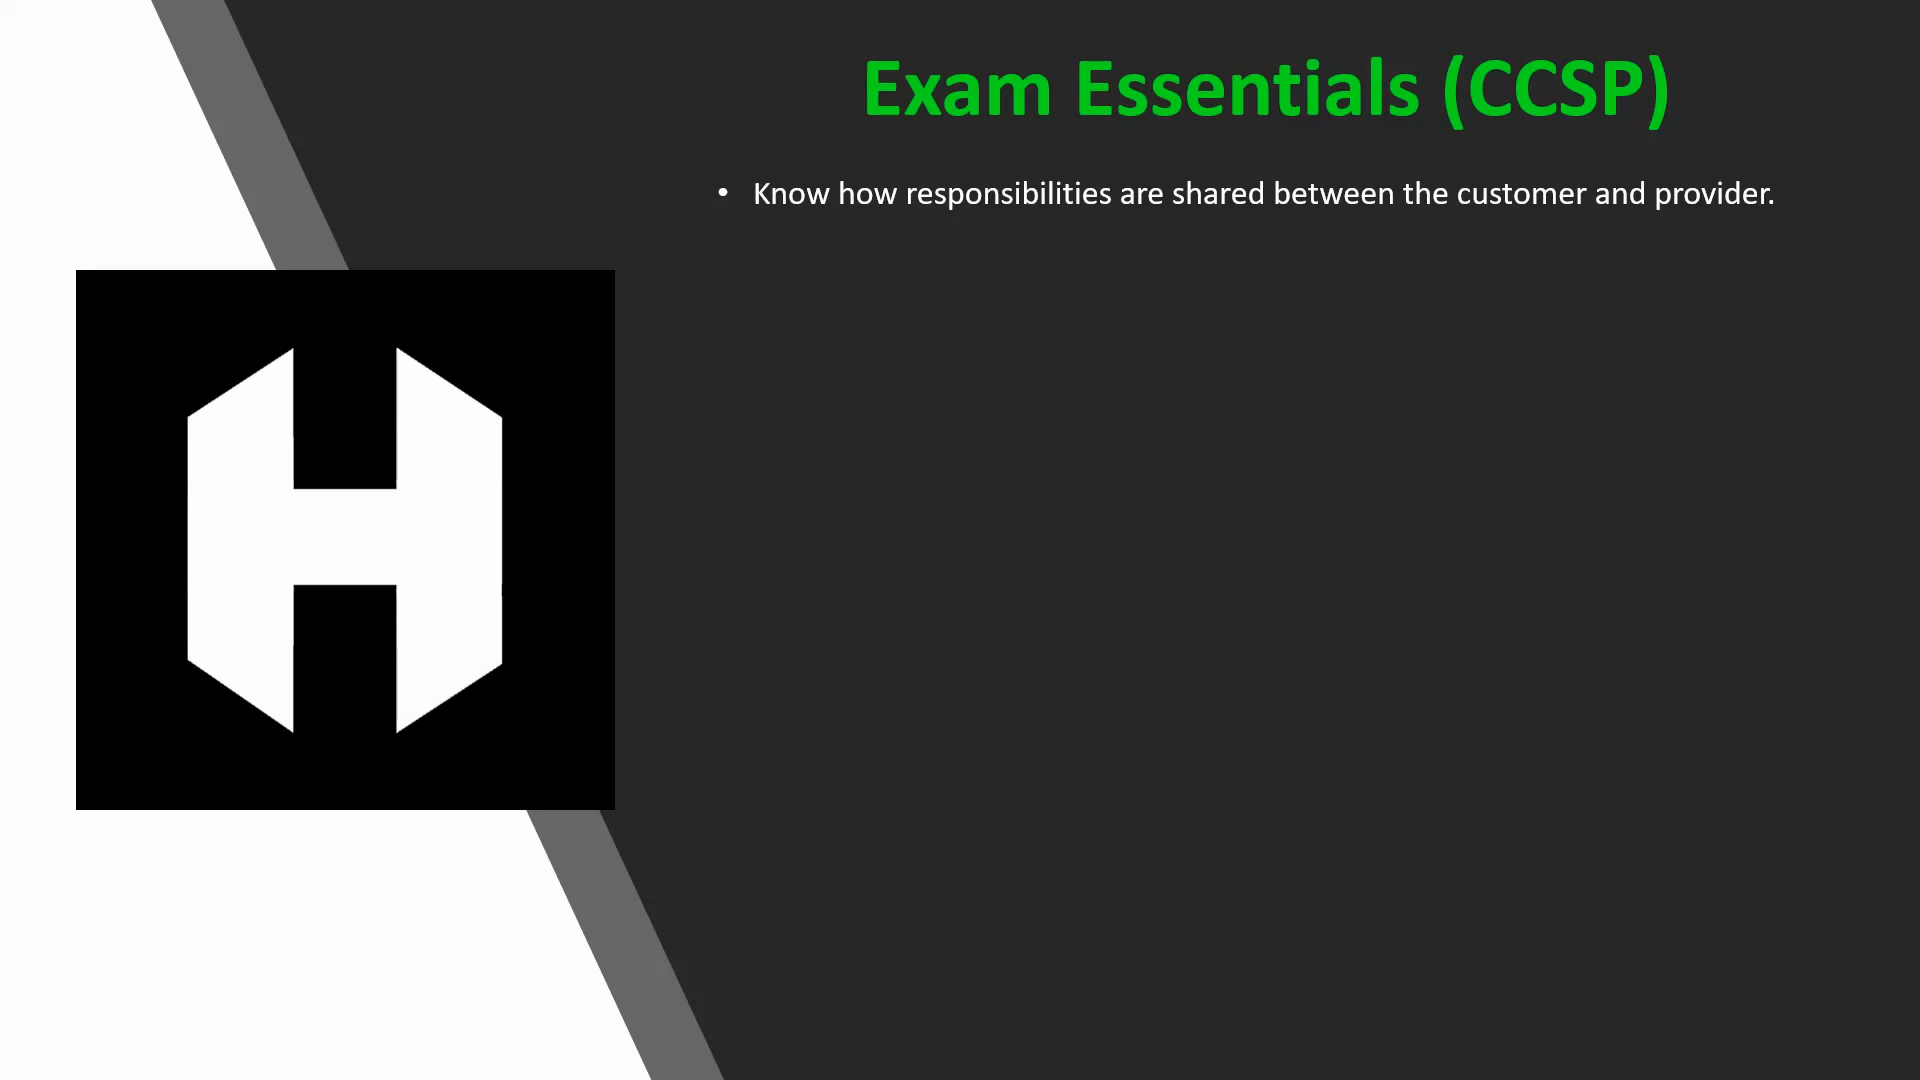 Exam Essentials (CCSP)
• Know how responsibilities are shared between the customer and provider.
H